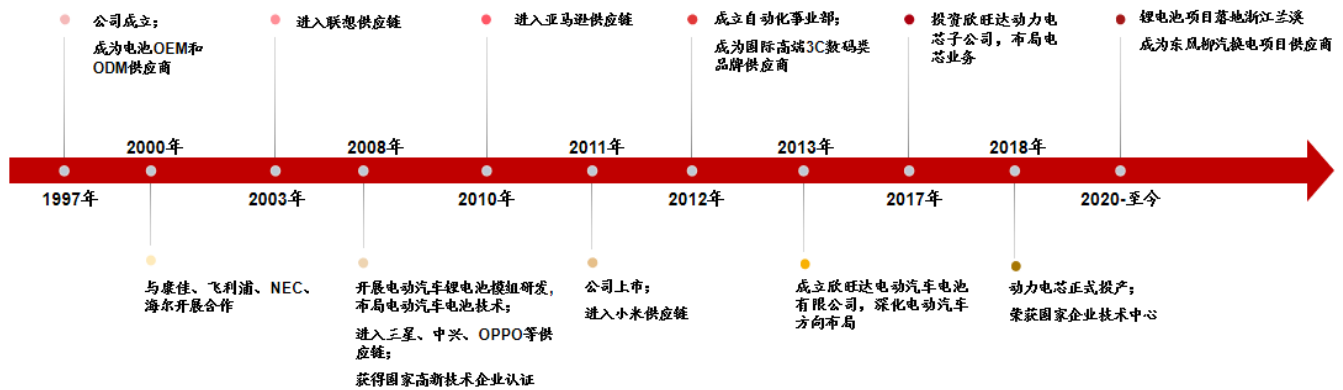 公司成立；
成为电池OEM和
ODM供应商
进入联想供应链
进入亚马逊供应链
成立自动化事业部；
成为国际高端3C数码类
品牌供应商
投资欣旺达动力电
芯子公司，布局电
芯业务
锂电池项目落地浙江兰溪
成为东风柳汽换电项目供应商
2000年
2008年
2011年
2013年
2018年
1997年
2003年
2010年
2012年
2017年
2020-至今
与康佳、飞利浦、NEC、
海尔开展合作
开展电动汽车锂电池模组研发，
布局电动汽车电池技术；
进入三星、中兴、OPPO等供
应链；
获得国家高新技术企业认证
公司上市；
进入小米供应链
成立欣旺达电动汽车电池
有限公司，深化电动汽车
方向布局
动力电芯正式投产；
荣获国家企业技术中心